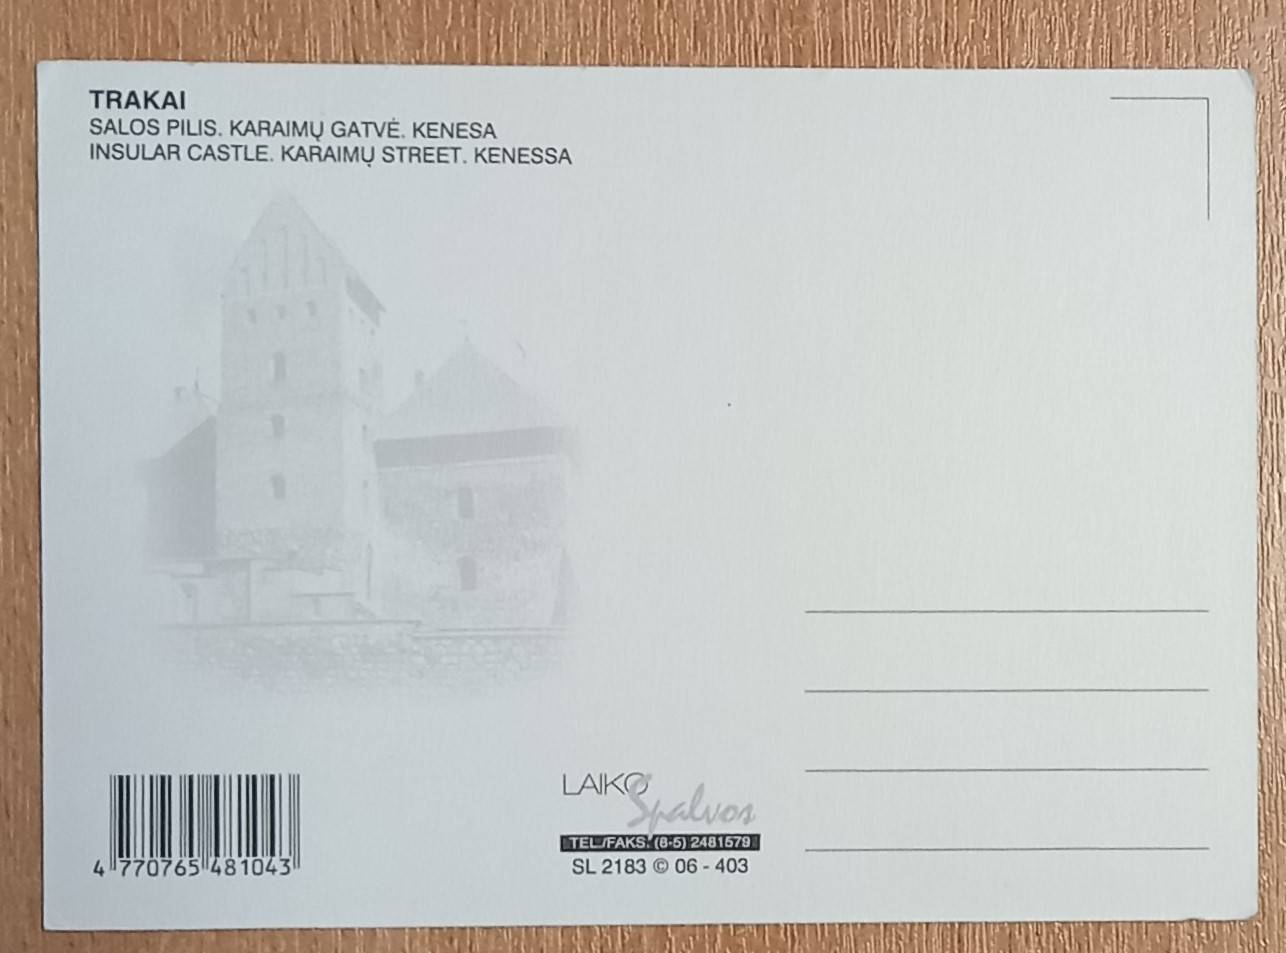 TRAKAI
SALOS PILIS. KARAIMŲ GATVĖ. KENESA
INSULAR CASTLE. KARAIMŲ STREET. KENESSA
LAIKO
Spalvos
TEL./FAKS. (8-5) 2481579
SL 2183 © 06 - 403
4 770765 481043